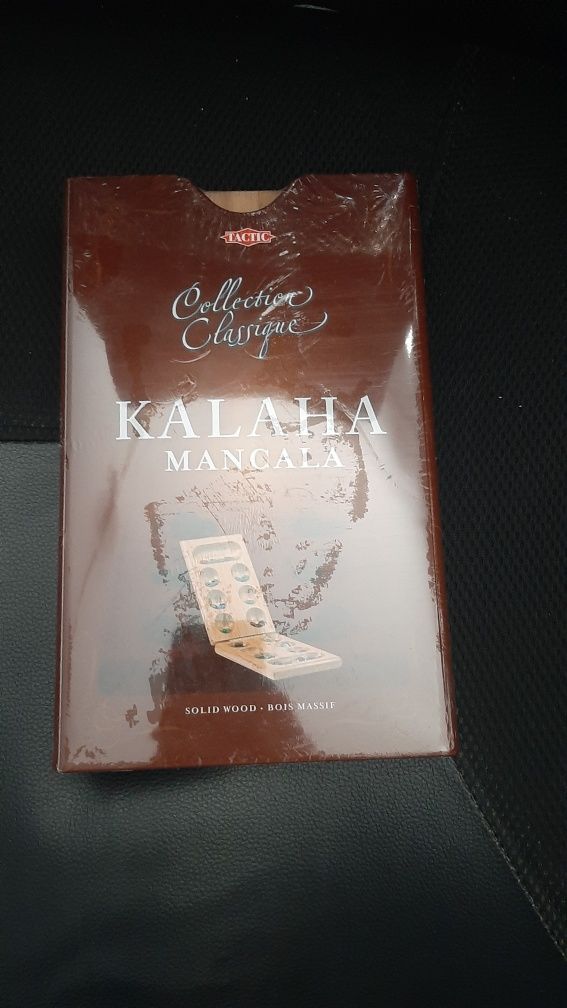 TACTIC
Collection
Classique
KALAHA
MANCALA
SOLID WOOD · BOIS MASSIF